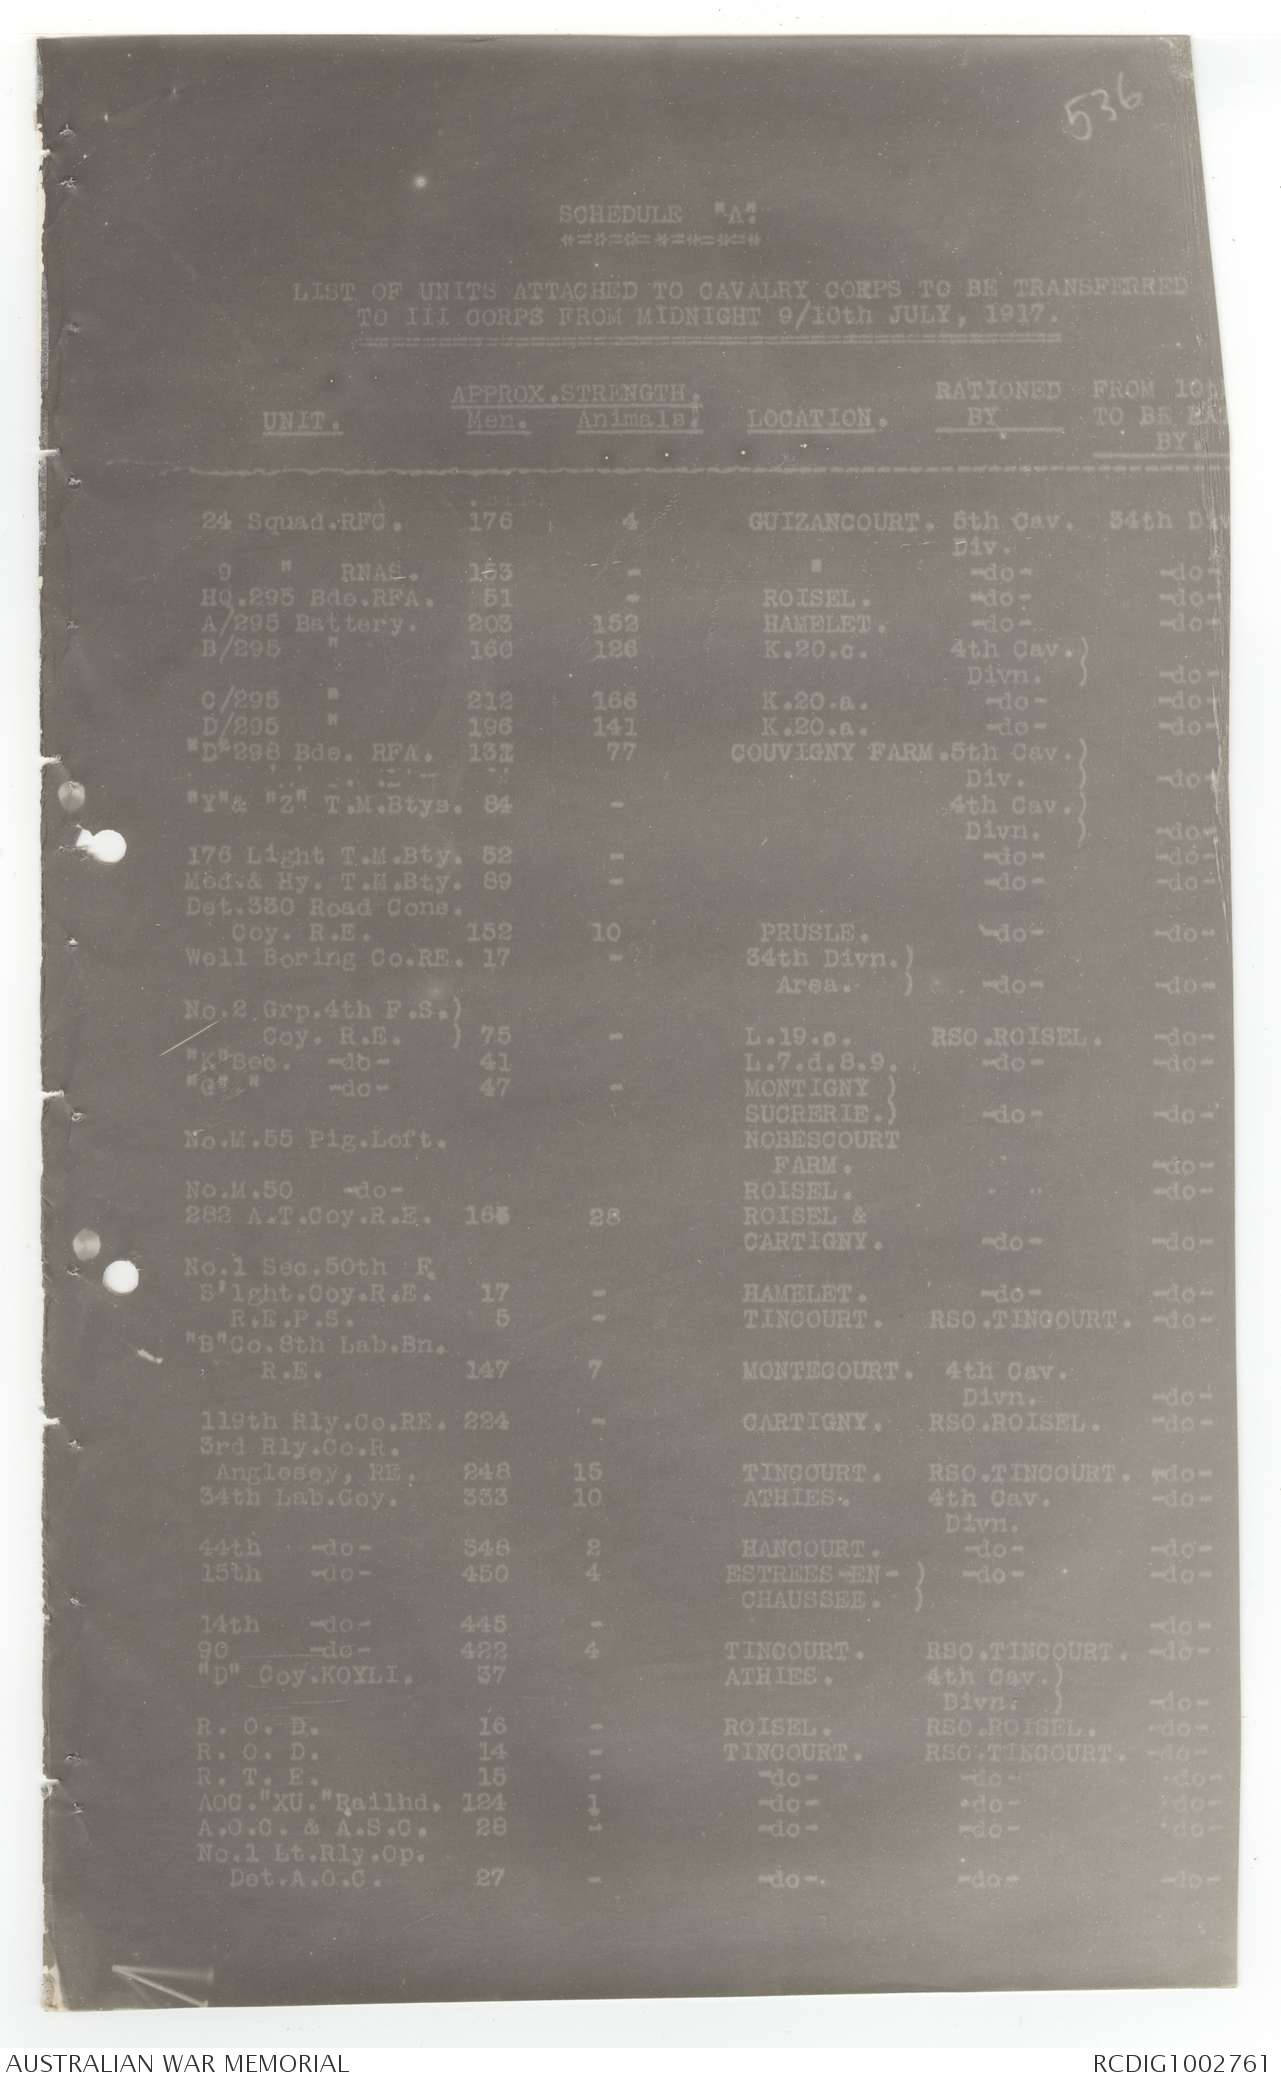 536
SCHEDULE "A".
LIST OF UNITS ATTACHED TO CAVALRY CORPS TO BE TRANSFERRED
TO III CORPS FROM MIDNIGHT 9/10th JULY, 1917.
APPROX.STRENGTH. RATIONED FROM 10th
UNIT. Men. Animals. LOCATION. BY TO BE RA
BY.
24 Squad.RFC. 176 4 GUIZANCOURT. 5th Cav. 34th Div
Div.
9 " RNAS. 153 - " -do- -do-
HQ.295 Bde.RFA. 51 - ROISEL. -do- -do-
A/295 Battery. 203 152 HAMELET. -do- -do-
B/295 " 160 126 K.20.c. 4th Cav.)
Divn. ) -do-
C/295 " 212 166 K.20.a. -do- -do-
D/295 " 196 141 K.20.a. -do- -do-
"D"298 Bde. RFA. 132 77 COUVIGNY FARM. 5th Cav.)
Div. ) -do-
"Y"& "Z" T.M.Btys. 84 - 4th Cav.)
Divn. ) -do-
176 Light T.M.Bty. 52 - -do- -do-
Med.& Hy. T.M.Bty. 89 - -do- -do-
Det.330 Road Cons.
Coy. R.E. 152 10 PRUSLE. -do- -do-
Well Boring Co.RE. 17 - 34th Divn.)
Area. ) -do- -do-
No.2 Grp.4th F.S.)
Coy. R.E. ) 75 - L.19.c. RSO.ROISEL. -do-
"K"Sec. -do- 41 L.7.d.8.9. -do- -do-
"G" " -do- 47 - MONTIGNY )
SUCRERIE.) -do- -do-
No.M.55 Pig.Loft. NOBESCOURT
FARM. -do-
No.M.50 -do- ROISEL. -do-
282 A.T.Coy.R.E. 165 28 ROISEL &
CARTIGNY. -do- -do-
No.1 Sec.50th F
S'lght.Coy.R.E. 17 - HAMELET. -do- -do-
R.E.P.S. 5 - TINCOURT. RSO.TINCOURT. -do-
"B"Co.8th Lab.Bn.
R.E. 147 7 MONTECOURT. 4th Cav.
Divn. -do-
119th Rly.Co.RE. 224 - CARTIGNY. RSO.ROISEL. -do-
3rd Rly.Co.R.
Anglesey, RE. 248 15 TINCOURT. RSO.TINCOURT. -do-
34th Lab.Coy. 333 10 ATHIES. 4th Cav. -do-
Divn.
44th -do- 548 2 HANCOURT. -do- -do-
15th -do- 450 4 ESTREES-EN- ) -do- -do-
CHAUSSEE. )
14th -do- 445 - -do-
90 -do- 422 4 TINCOURT. RSO.TINCOURT. -do-
"D" Coy.KOYLI. 37 ATHIES. 4th Cav.)
Divn. ) -do-
R. O. D. 16 - ROISEL. RSO.ROISEL. -do-
R. O. D. 14 - TINCOURT. RSO.TINCOURT. -do-
R. T. E. 15 - -do- -do- -do-
AOC."XU."Railhd. 124 1 -do- -do- -do-
A.O.C. & A.S.C. 28 - -do- -do- -do-
No.1 Lt.Rly.Op.
Det.A.O.C. 27 - -do-. -do- -do-
AUSTRALIAN WAR MEMORIAL RCDIG1002761